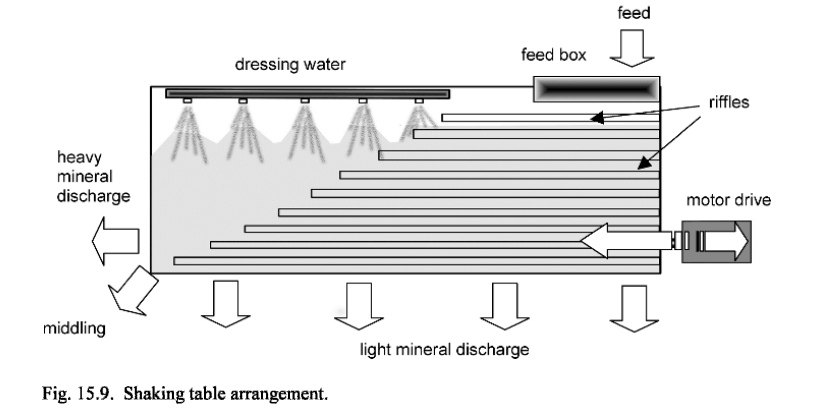 feed
feed box
dressing water
riffles
heavy
mineral
discharge
motor drive
middling
light mineral discharge
Fig. 15.9. Shaking table arrangement.